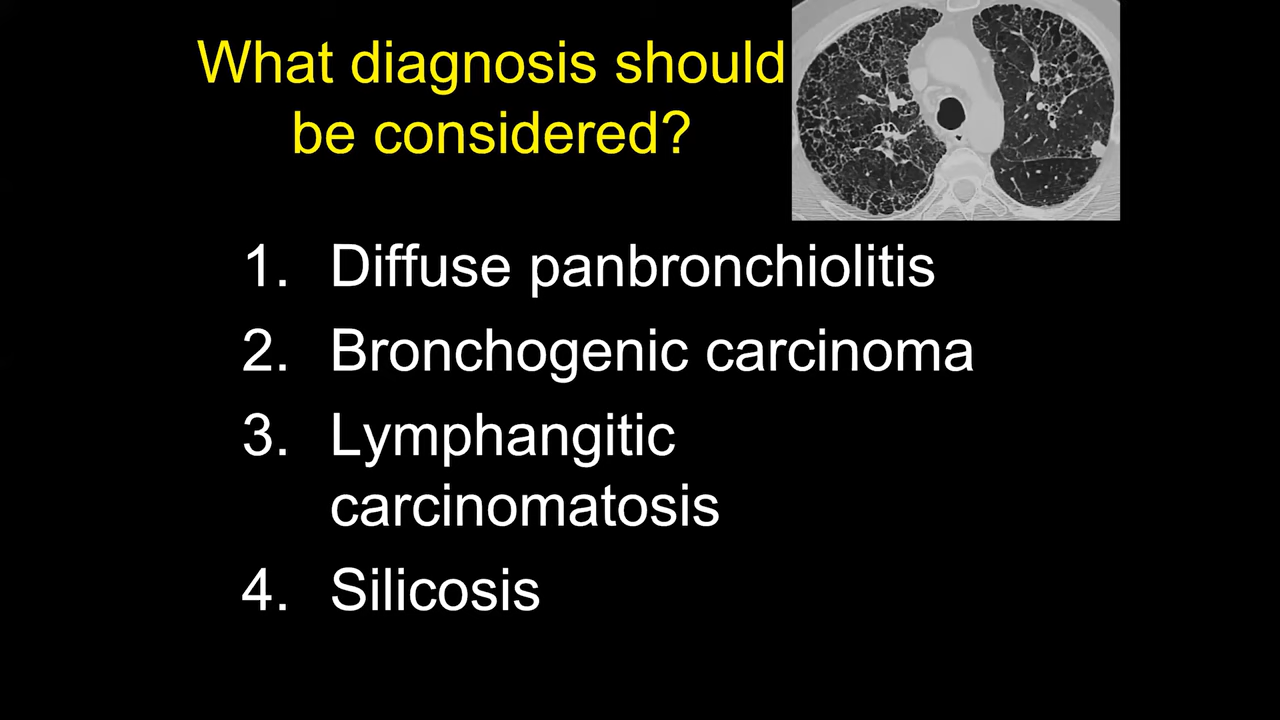 What diagnosis should
be considered?
1. Diffuse panbronchiolitis
2. Bronchogenic carcinoma
3. Lymphangitic
carcinomatosis
4. Silicosis